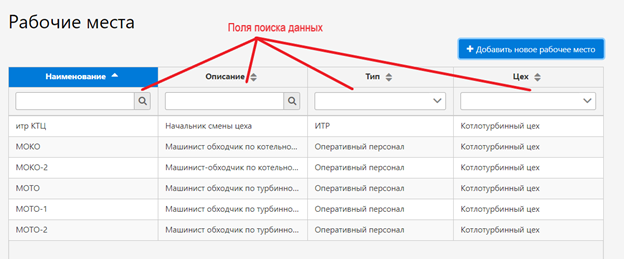 Рабочие места
Поля поиска данных
+ Добавить новое рабочее место
Наименование Описание Тип Цех
итр КТЦ Начальник смены цеха ИТР Котлотурбинный цех
МОКО Машинист обходчик по котельно... Оперативный персонал Котлотурбинный цех
МОКО-2 Машинист-обходчик по котельно... Оперативный персонал Котлотурбинный цех
МОТО Машинист обходчик по турбинно... Оперативный персонал Котлотурбинный цех
МОТО-1 Машинист обходчик по турбинно... Оперативный персонал Котлотурбинный цех
МОТО-2 Машинист обходчик по турбинно... Оперативный персонал Котлотурбинный цех